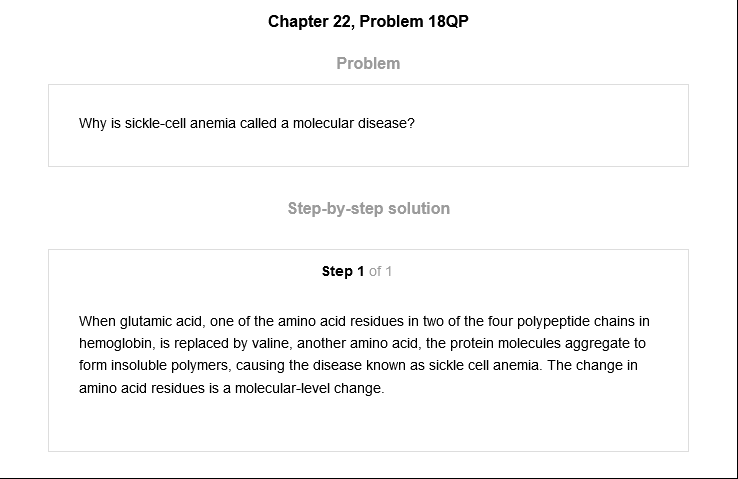 Chapter 22, Problem 18QP
Problem
Why is sickle-cell anemia called a molecular disease?
Step-by-step solution
Step 1 of 1
When glutamic acid, one of the amino acid residues in two of the four polypeptide chains in
hemoglobin, is replaced by valine, another amino acid, the protein molecules aggregate to
form insoluble polymers, causing the disease known as sickle cell anemia. The change in
amino acid residues is a molecular-level change.